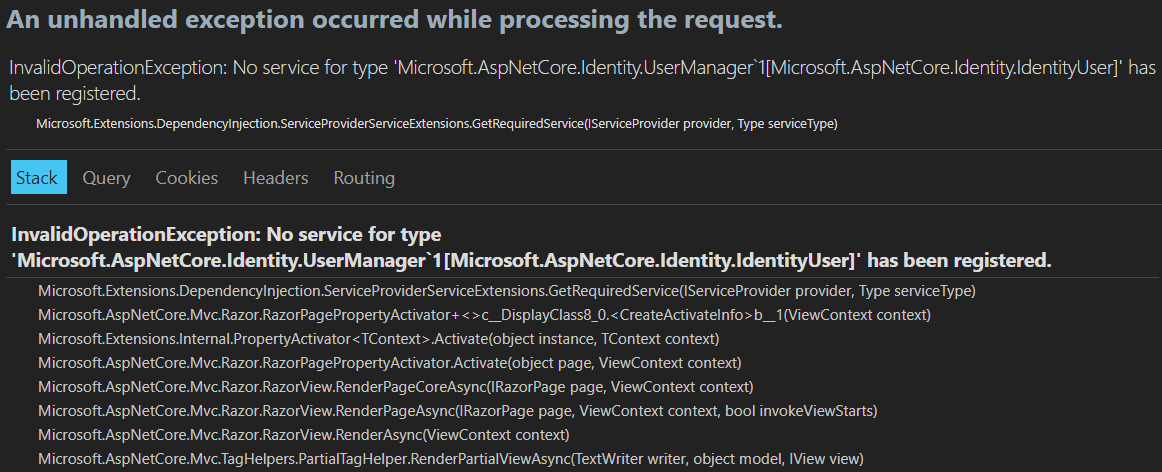 An unhandled exception occurred while processing the request.
InvalidOperationException: No service for type 'Microsoft.AspNetCore.Identity.UserManager`1[Microsoft.AspNetCore.Identity.IdentityUser]' has
been registered.
Microsoft.Extensions.DependencyInjection.ServiceProviderServiceExtensions.GetRequiredService(IServiceProvider provider, Type serviceType)
Stack Query Cookies Headers Routing
InvalidOperationException: No service for type
'Microsoft.AspNetCore.Identity.UserManager`1[Microsoft.AspNetCore.Identity.IdentityUser]' has been registered.
Microsoft.Extensions.DependencyInjection.ServiceProviderServiceExtensions.GetRequiredService(IServiceProvider provider, Type serviceType)
Microsoft.AspNetCore.Mvc.Razor.RazorPagePropertyActivator+<>c__DisplayClass8_0.<CreateActivateInfo>b__1(ViewContext context)
Microsoft.Extensions.Internal.PropertyActivator<TContext>.Activate(object instance, TContext context)
Microsoft.AspNetCore.Mvc.Razor.RazorPagePropertyActivator.Activate(object page, ViewContext context)
Microsoft.AspNetCore.Mvc.Razor.RazorView.RenderPageCoreAsync(IRazorPage page, ViewContext context)
Microsoft.AspNetCore.Mvc.Razor.RazorView.RenderPageAsync(IRazorPage page, ViewContext context, bool invokeViewStarts)
Microsoft.AspNetCore.Mvc.Razor.RazorView.RenderAsync(ViewContext context)
Microsoft.AspNetCore.Mvc.TagHelpers.PartialTagHelper.RenderPartialViewAsync(TextWriter writer, object model, IView view)